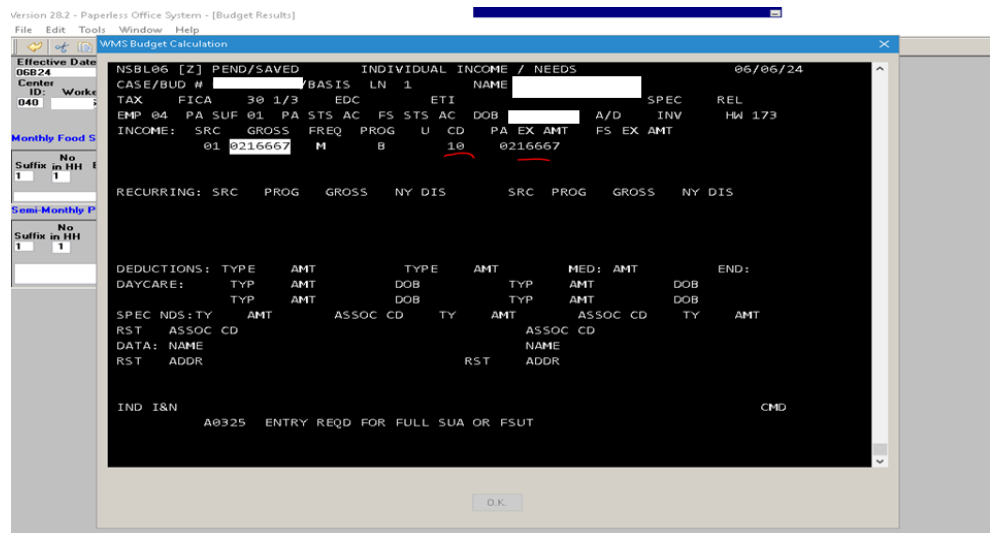 Version 28.2 - Paperless Office System - [Budget Results]
File Edit Tools Window Help
WMS Budget Calculation
Effective Date
06B24
Center
ID: Worke
040
Monthly Food S
No
Suffix in HH
1 1
Semi-Monthly P
No
Suffix in HH
1 1
NSBL06 [Z] PEND/SAVED INDIVIDUAL INCOME / NEEDS 06/06/24
CASE/BUD # /BASIS LN 1 NAME
TAX FICA 30 1/3 EDC ETI SPEC REL
EMP 04 PA SUF 01 PA STS AC FS STS AC DOB A/D INV HW 173
INCOME: SRC GROSS FREQ PROG U CD PA EX AMT FS EX AMT
01 0216667 M B 10 0216667
RECURRING: SRC PROG GROSS NY DIS SRC PROG GROSS NY DIS
DEDUCTIONS: TYPE AMT TYPE AMT MED: AMT END:
DAYCARE: TYP AMT DOB TYP AMT DOB
TYP AMT DOB TYP AMT DOB
SPEC NDS:TY AMT ASSOC CD TY AMT ASSOC CD TY AMT
RST ASSOC CD ASSOC CD
DATA: NAME NAME
RST ADDR RST ADDR
IND I&N CMD
A0325 ENTRY REQD FOR FULL SUA OR FSUT
O.K.